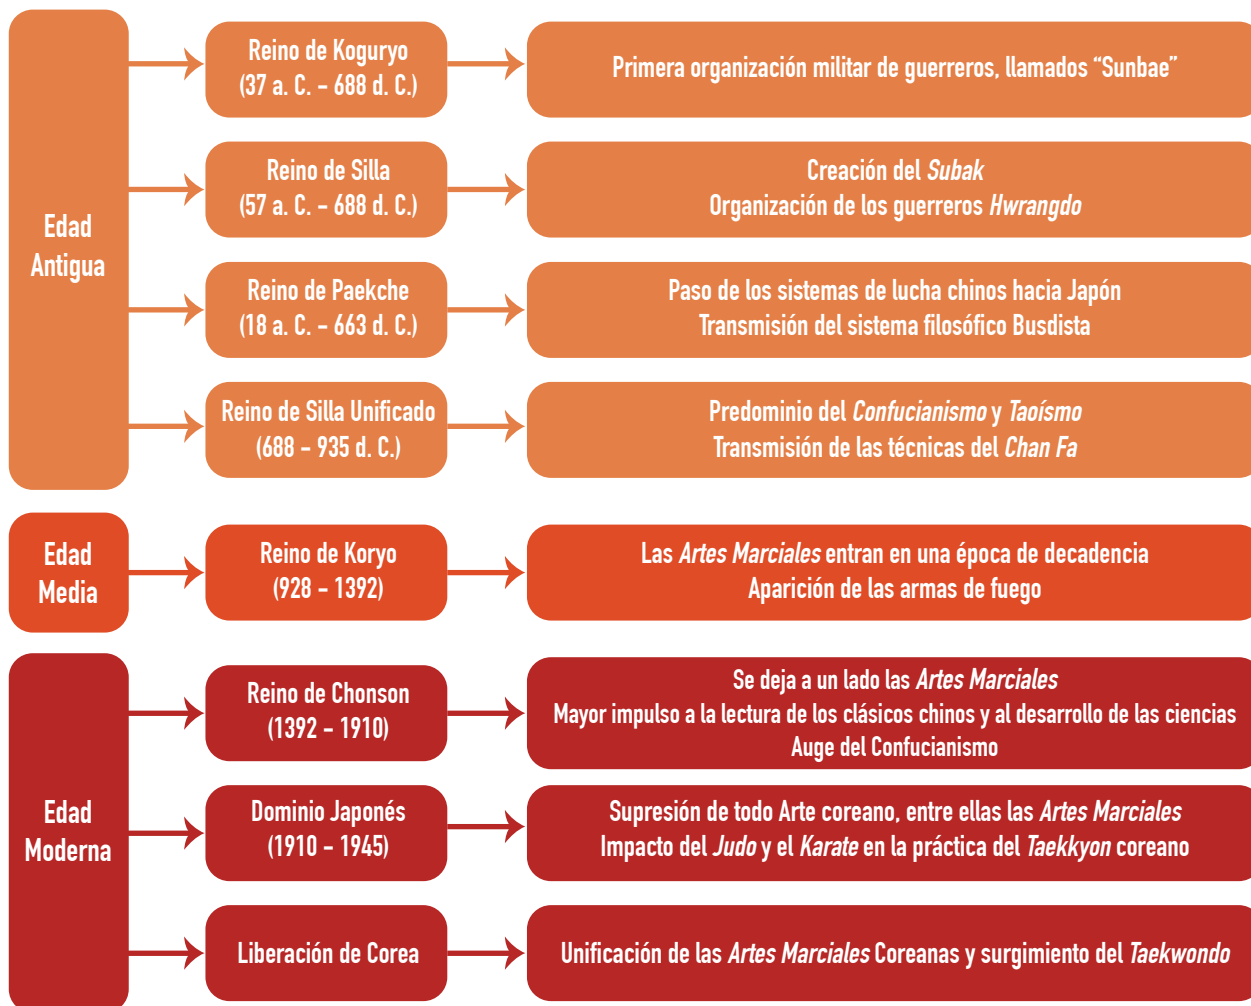 Edad
Antigua
Reino de Koguryo
(37 a. C. – 688 d. C.)
Primera organización militar de guerreros, llamados “Sunbae”
Reino de Silla
(57 a. C. – 688 d. C.)
Creación del Subak
Organización de los guerreros Hwrangdo
Reino de Paekche
(18 a. C. – 663 d. C.)
Paso de los sistemas de lucha chinos hacia Japón
Transmisión del sistema filosófico Busdista
Reino de Silla Unificado
(688 – 935 d. C.)
Predominio del Confucianismo y Taoísmo
Transmisión de las técnicas del Chan Fa
Edad
Media
Reino de Koryo
(928 – 1392)
Las Artes Marciales entran en una época de decadencia
Aparición de las armas de fuego
Edad
Moderna
Reino de Chonson
(1392 – 1910)
Se deja a un lado las Artes Marciales
Mayor impulso a la lectura de los clásicos chinos y al desarrollo de las ciencias
Auge del Confucianismo
Dominio Japonés
(1910 – 1945)
Supresión de todo Arte coreano, entre ellas las Artes Marciales
Impacto del Judo y el Karate en la práctica del Taekkyon coreano
Liberación de Corea
Unificación de las Artes Marciales Coreanas y surgimiento del Taekwondo